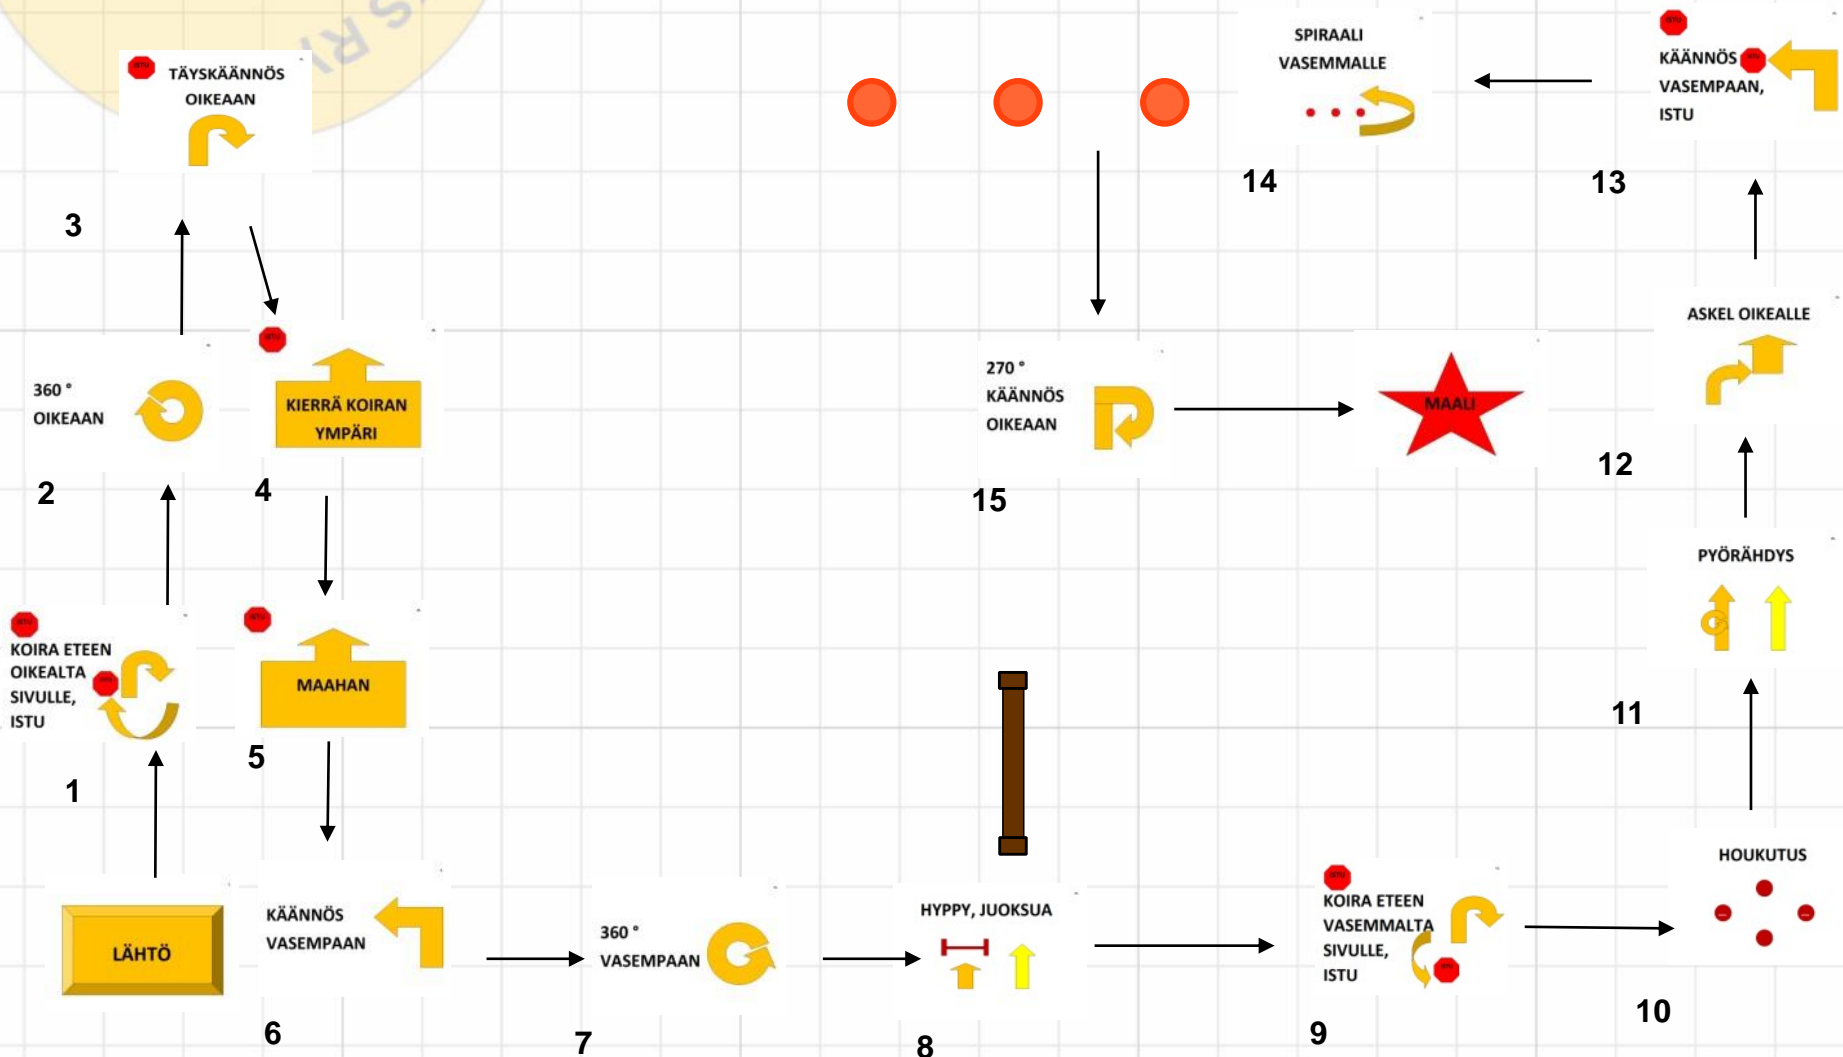 YS RY
TÄYSKÄÄNNÖS
OIKEAAN
3
360 °
OIKEAAN
2
KIERRÄ KOIRAN
YMPÄRI
4
KOIRA ETEEN
OIKEALTA
SIVULLE,
ISTU
1
MAAHAN
5
LÄHTÖ
KÄÄNNÖS
VASEMPAAN
6
360 °
VASEMPAAN
7
HYPPY, JUOKSUA
8
KOIRA ETEEN
VASEMMALTA
SIVULLE,
ISTU
9
HOUKUTUS
10
PYÖRÄHDYS
11
ASKEL OIKEALLE
12
KÄÄNNÖS
VASEMPAAN,
ISTU
13
SPIRAALI
VASEMMALLE
14
270 °
KÄÄNNÖS
OIKEAAN
15
MAALI